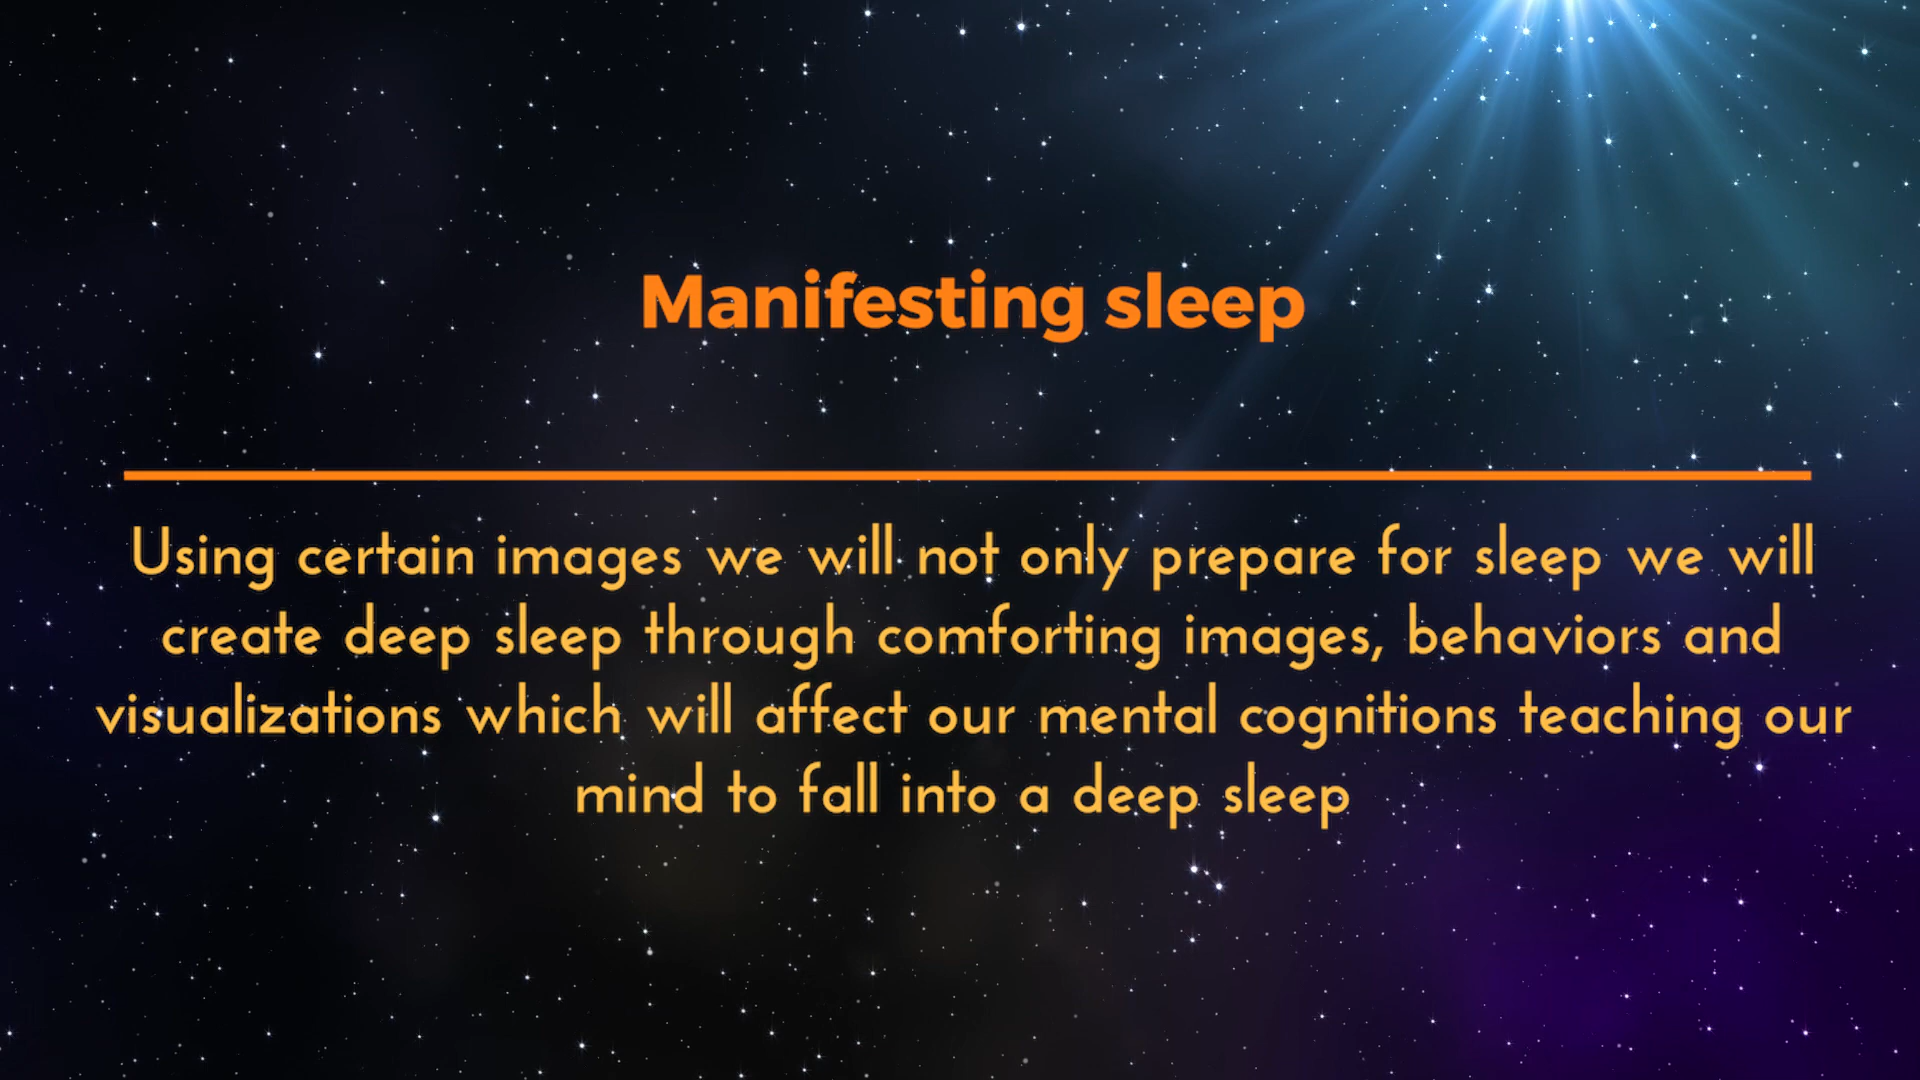 Manifesting sleep
Using certain images we will not only prepare for sleep we will
create deep sleep through comforting images, behaviors and
visualizations which will affect our mental cognitions teaching our
mind to fall into a deep sleep